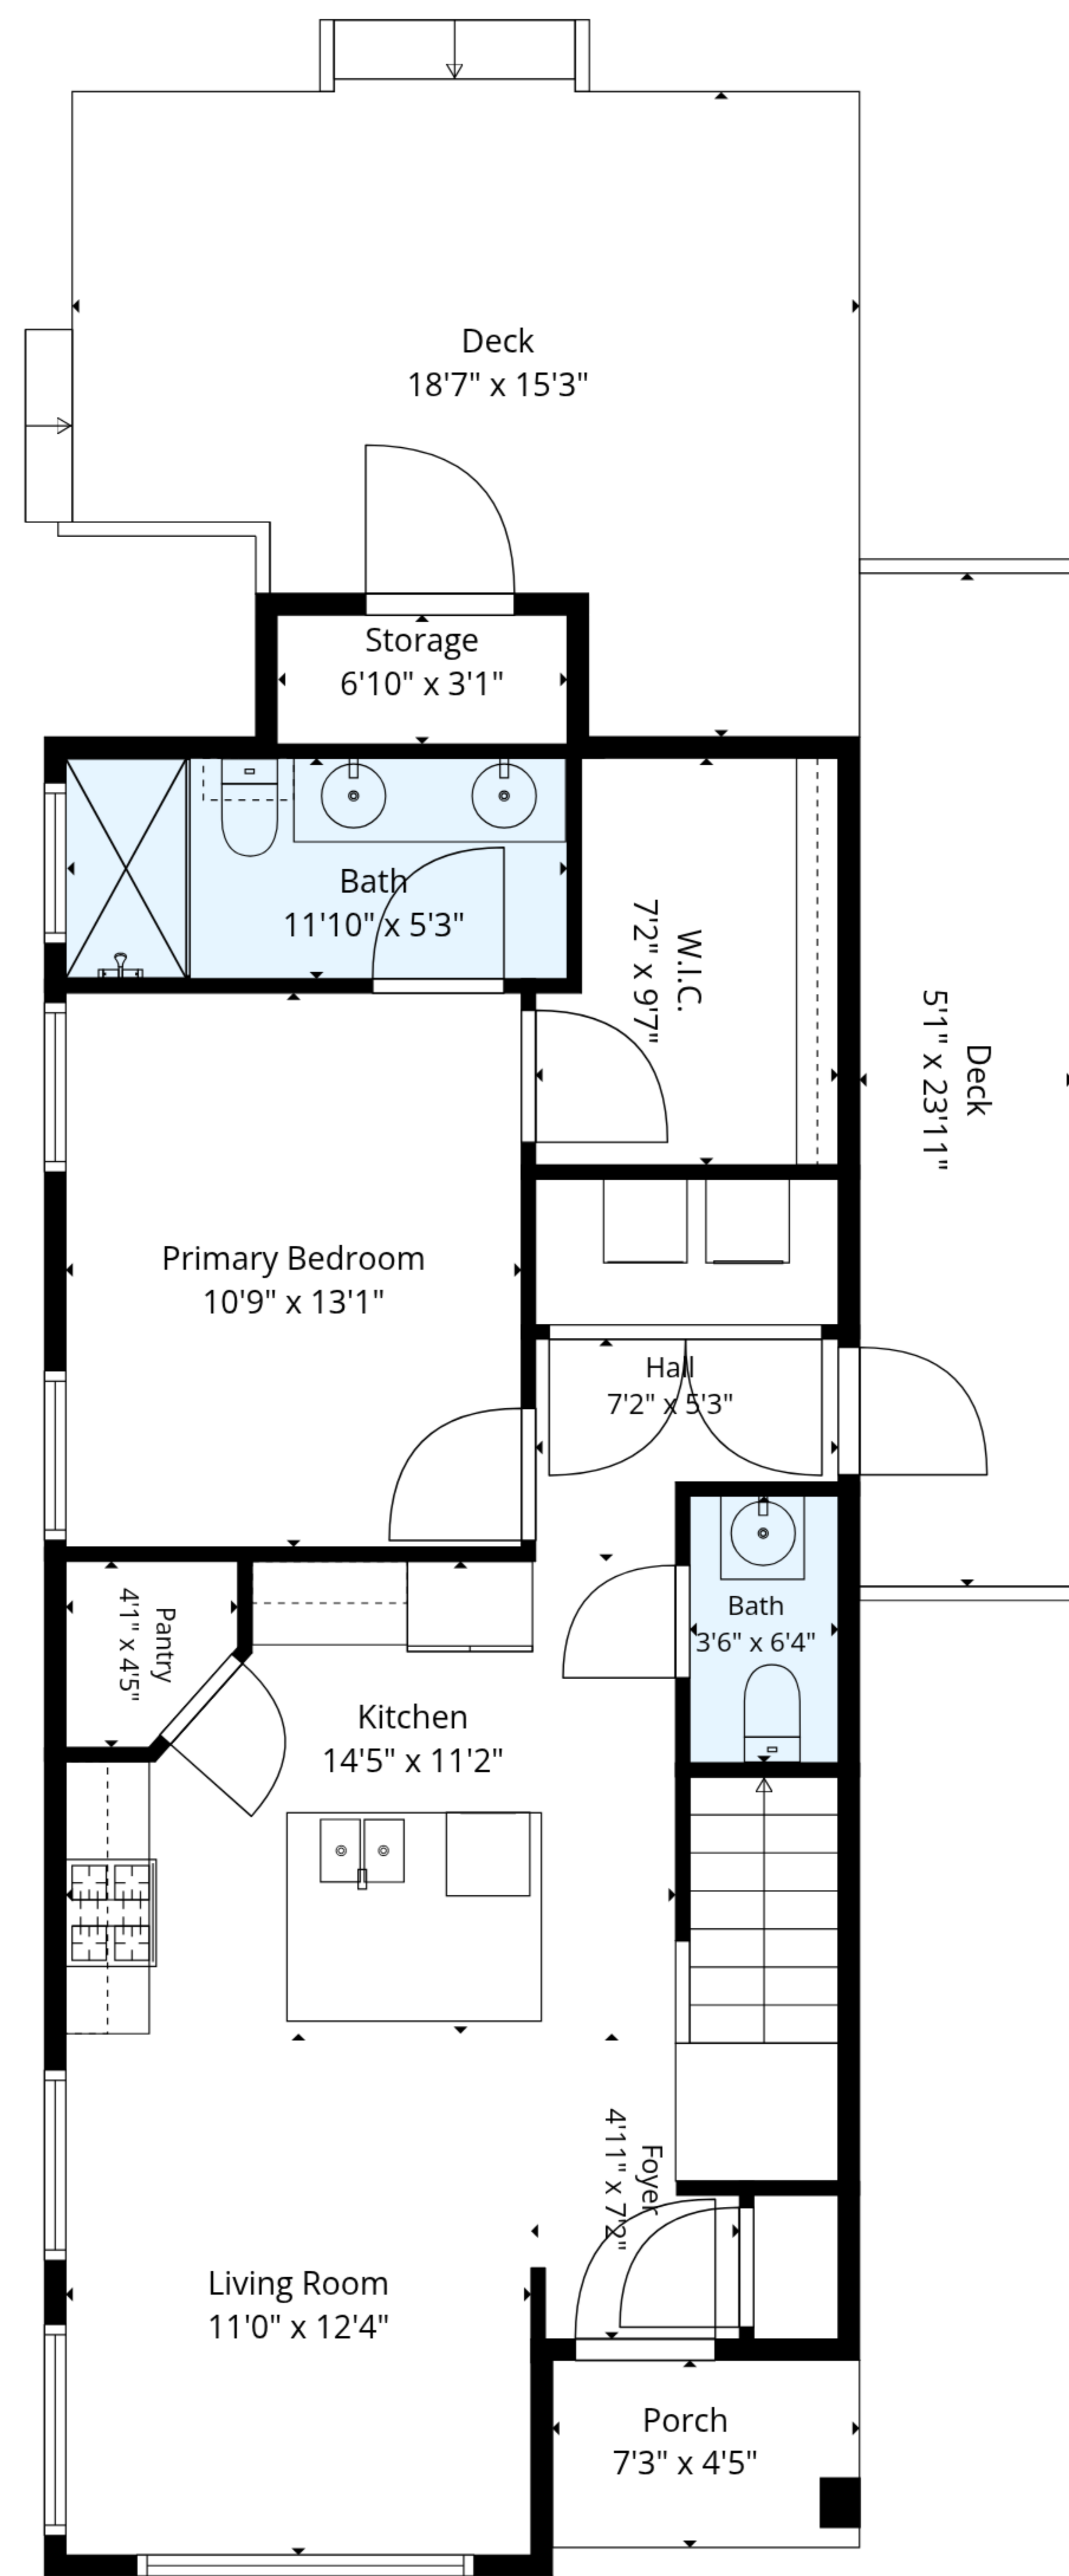 Deck
18'7" x 15'3"
Storage
6'10" x 3'1"
Bath
11'10" x 5'3"
W.I.C.
7'2" x 9'7"
Deck
5'1" x 23'11"
Primary Bedroom
10'9" x 13'1"
Hall
7'2" x 5'3"
Pantry
4'1" x 4'5"
Bath
3'6" x 6'4"
Kitchen
14'5" x 11'2"
Foyer
4'11" x 7'2"
Living Room
11'0" x 12'4"
Porch
7'3" x 4'5"